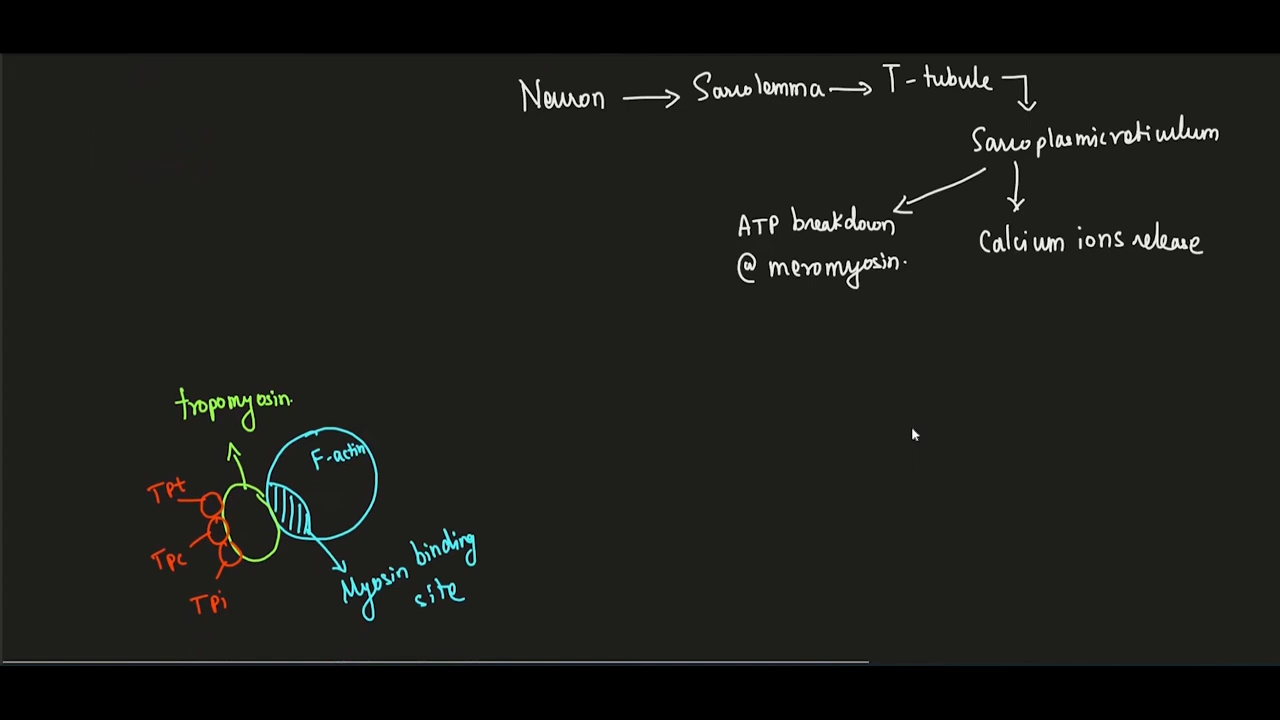 Neuron → Sarcolemma → T-tubule
Sarcoplasmicreticulum
ATP breakdown
@ meromyosin.
Calcium ions release
tropomyosin.
F-actin
TPt
TPc
TPi
Myosin binding
site